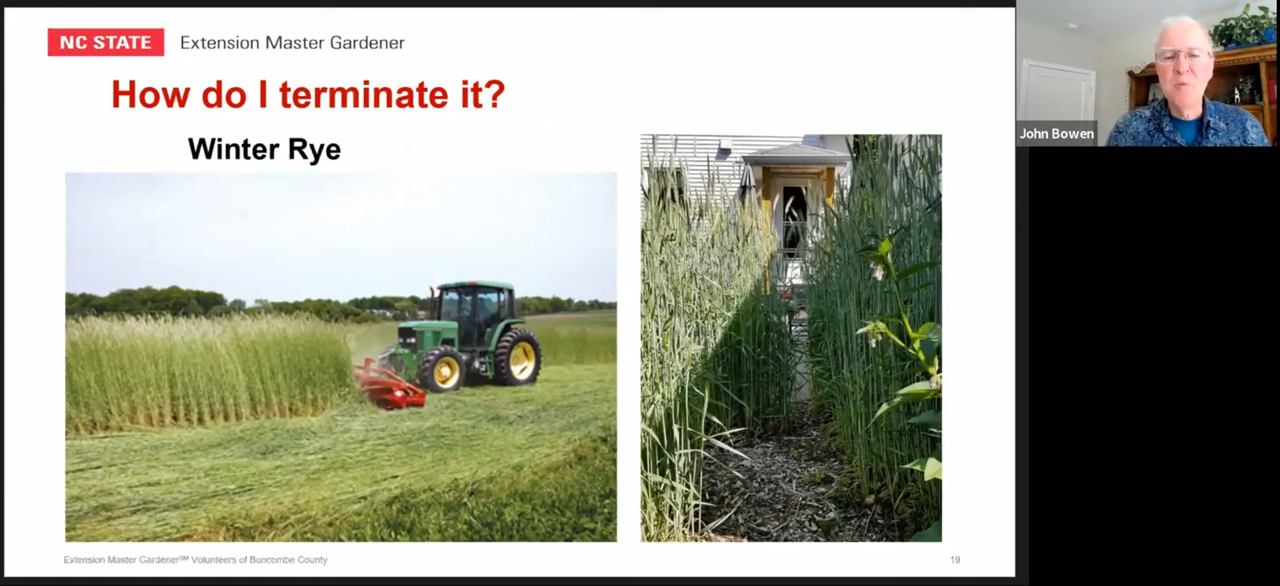 NC STATE Extension Master Gardener
How do I terminate it?
Winter Rye
John Bowen
Extension Master Gardener℠ Volunteers of Buncombe County
19